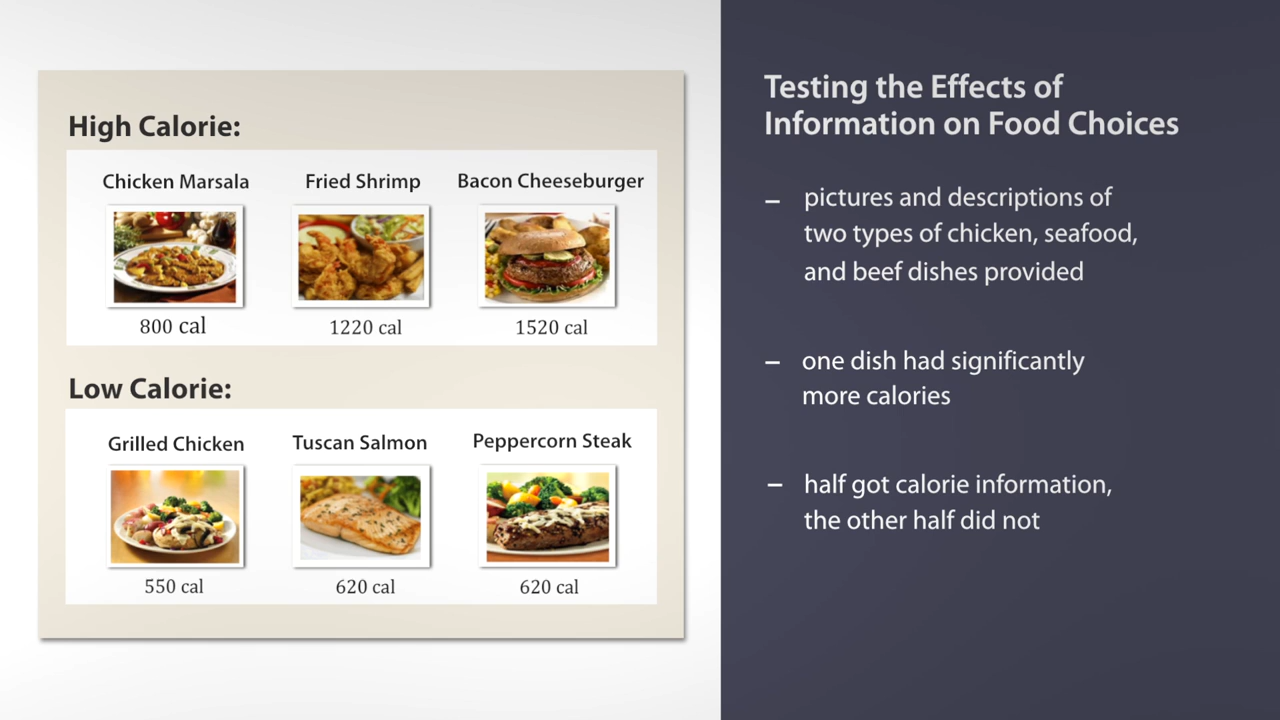 High Calorie:
Chicken Marsala
Fried Shrimp
Bacon Cheeseburger
800 cal
1220 cal
1520 cal
Low Calorie:
Grilled Chicken
Tuscan Salmon
Peppercorn Steak
550 cal
620 cal
620 cal
Testing the Effects of
Information on Food Choices
– pictures and descriptions of
two types of chicken, seafood,
and beef dishes provided
– one dish had significantly
more calories
– half got calorie information,
the other half did not